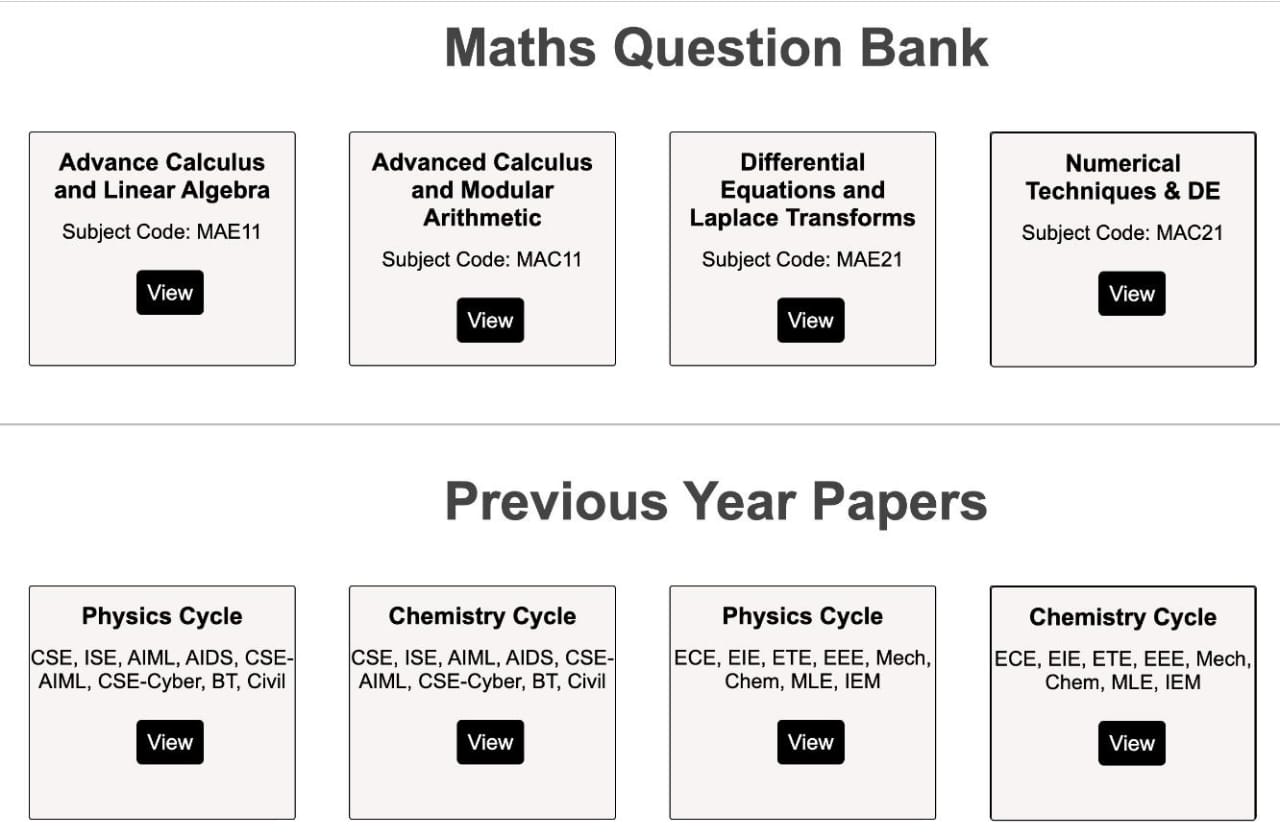 Maths Question Bank
Advance Calculus
and Linear Algebra
Subject Code: MAE11
View
Advanced Calculus
and Modular
Arithmetic
Subject Code: MAC11
View
Differential
Equations and
Laplace Transforms
Subject Code: MAE21
View
Numerical
Techniques & DE
Subject Code: MAC21
View
Previous Year Papers
Physics Cycle
CSE, ISE, AIML, AIDS, CSE-
AIML, CSE-Cyber, BT, Civil
View
Chemistry Cycle
CSE, ISE, AIML, AIDS, CSE-
AIML, CSE-Cyber, BT, Civil
View
Physics Cycle
ECE, EIE, ETE, EEE, Mech,
Chem, MLE, IEM
View
Chemistry Cycle
ECE, EIE, ETE, EEE, Mech,
Chem, MLE, IEM
View